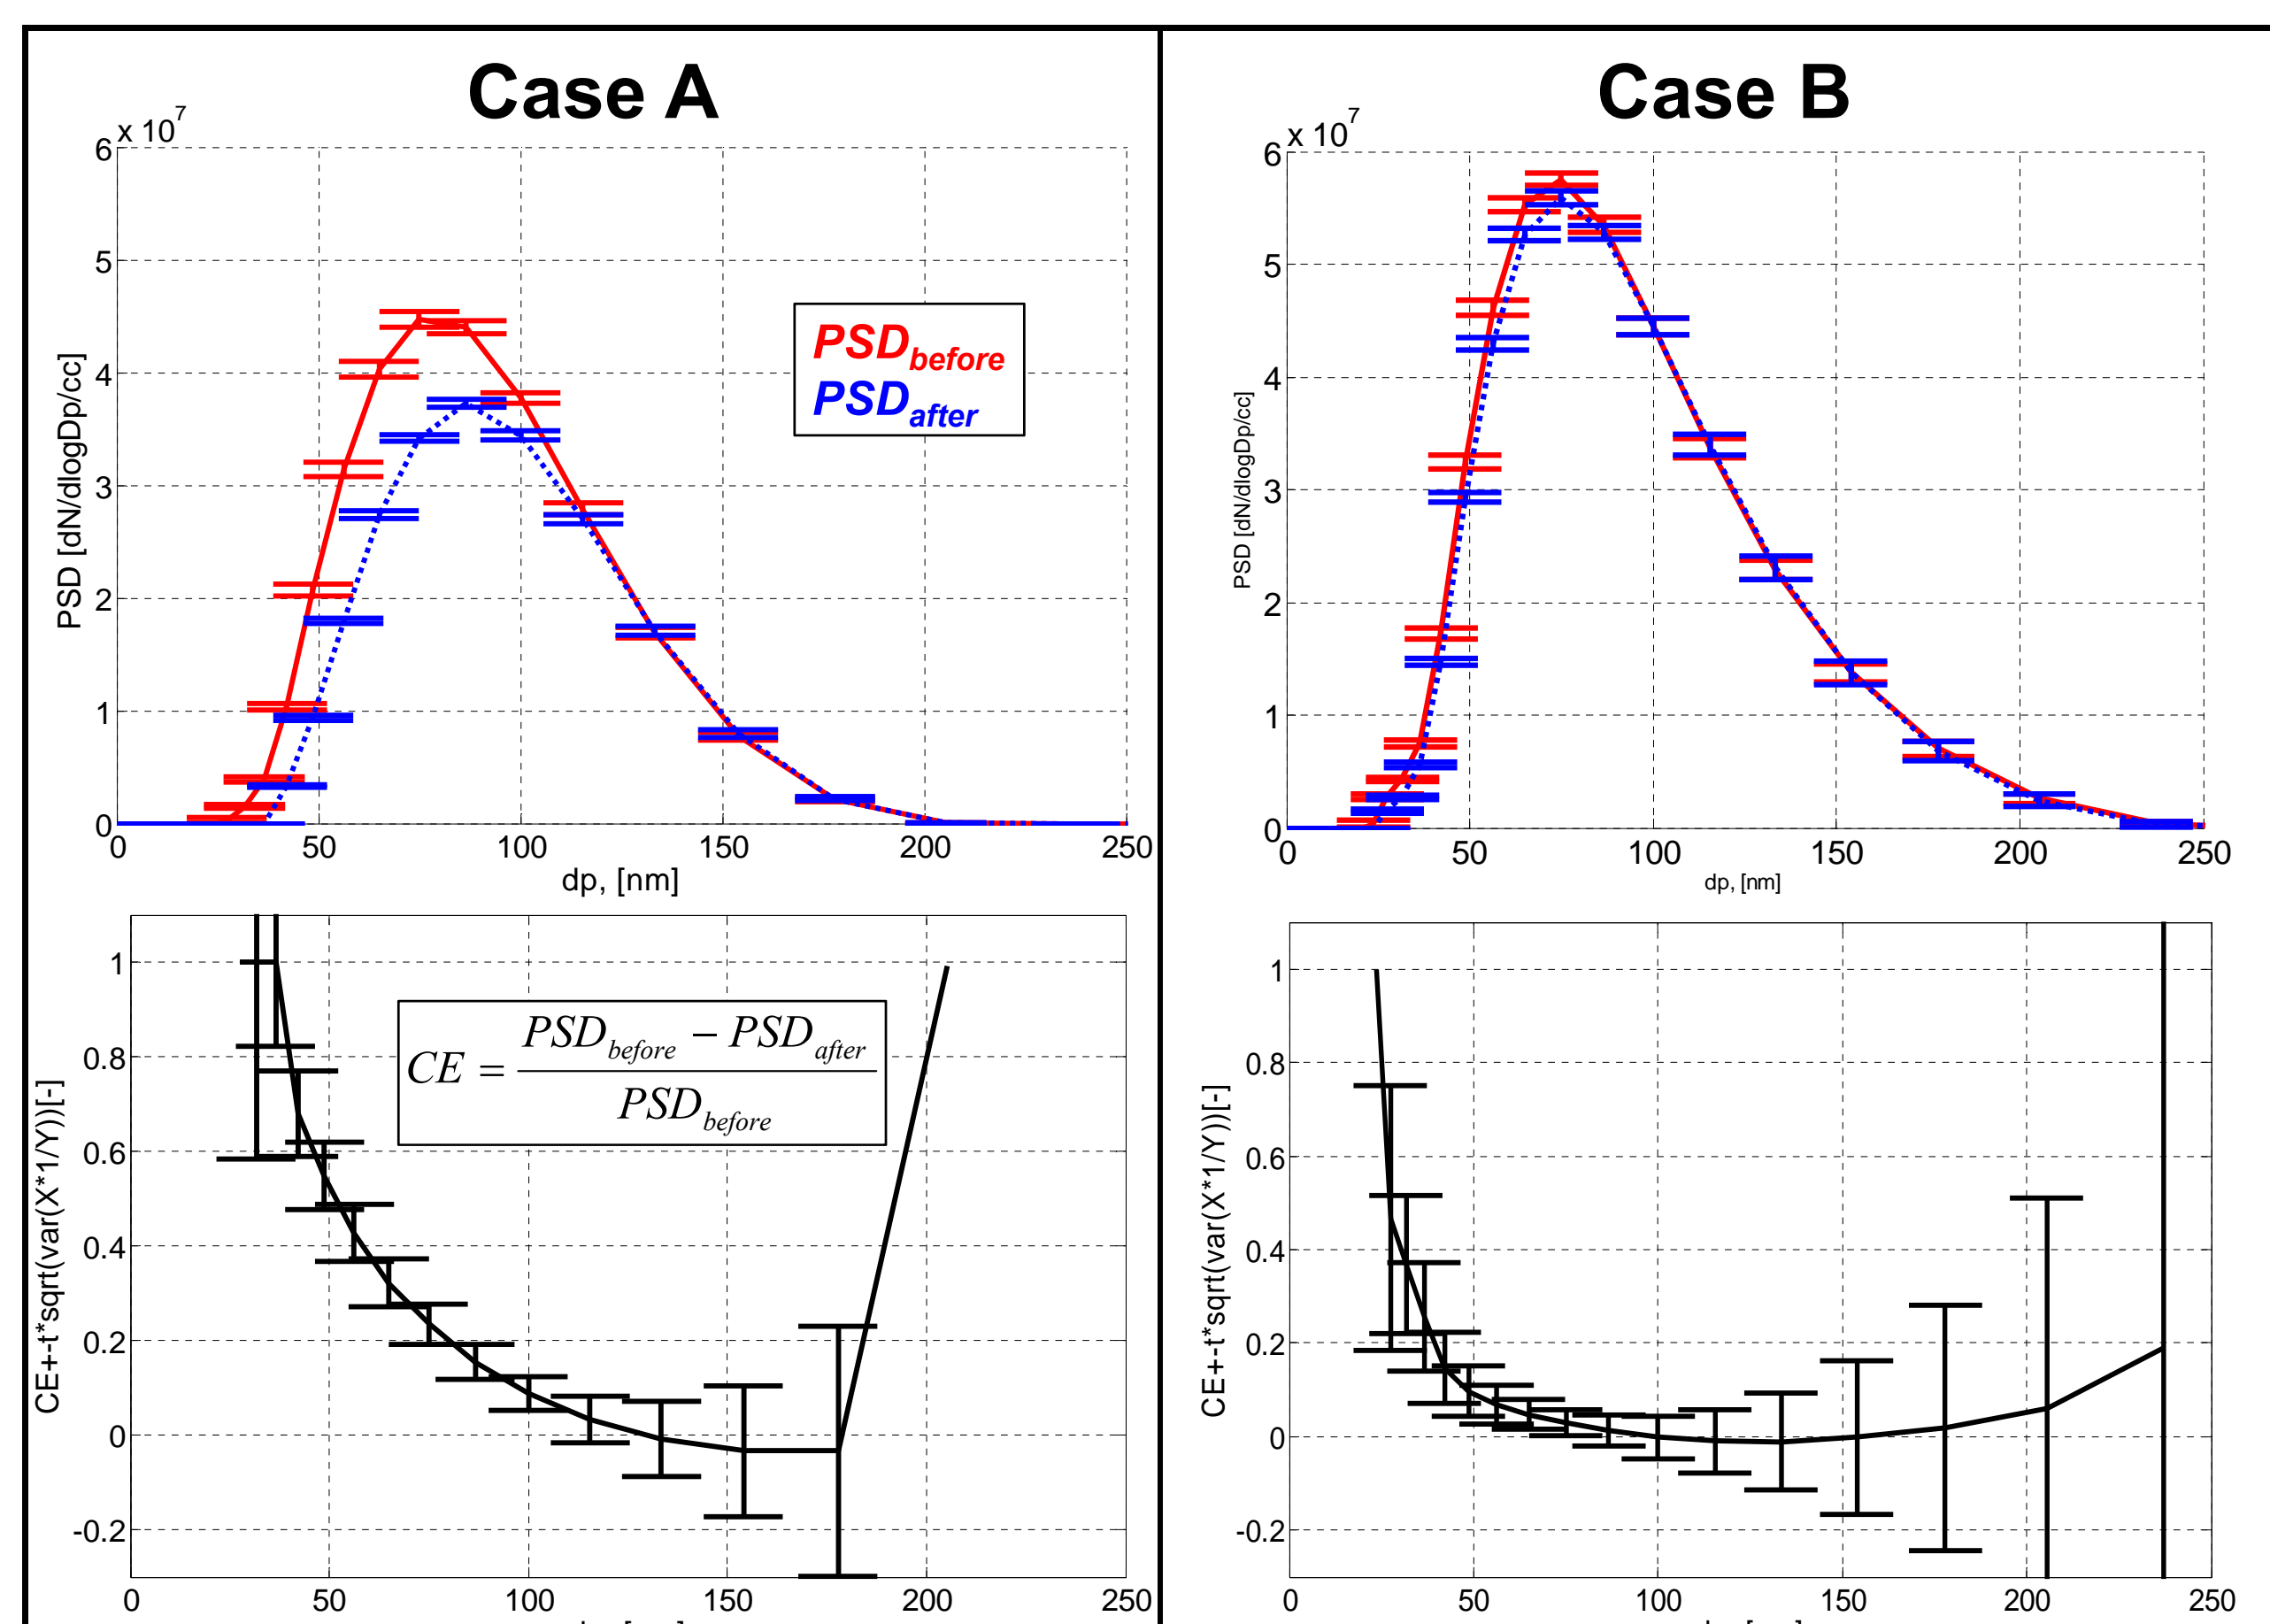 Case A
x 10^7
6
5
4
3
2
1
0
PSD [dN/dlogDp/cc]
PSD_before
PSD_after
0 50 100 150 200 250
dp, [nm]
1
0.8
0.6
0.4
0.2
0
-0.2
CE+-t*sqrt(var(X*1/Y))[-]
CE = (PSD_before − PSD_after) / PSD_before
0 50 100 150 200 250
Case B
x 10^7
6
5
4
3
2
1
0
PSD [dN/dlogDp/cc]
0 50 100 150 200 250
dp, [nm]
1
0.8
0.6
0.4
0.2
0
-0.2
CE+-t*sqrt(var(X*1/Y))[-]
0 50 100 150 200 250